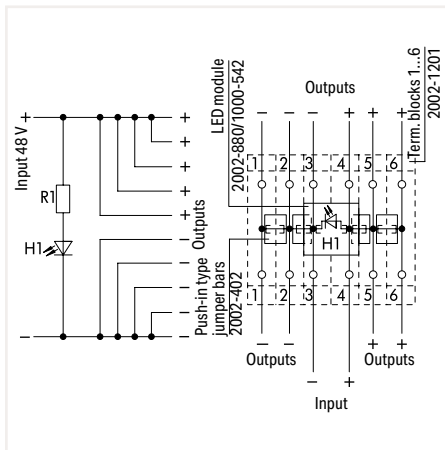 Input 48 V
+
R1
H1
−
+
+
+
+
−
−
−
−
Outputs
Push-in type
jumper bars
2002-402
LED module
2002-880/1000-542
Term. blocks 1...6
2002-1201
Outputs
− − − + + +
1 2 3 4 5 6
H1
1 2 3 4 5 6
− − + +
Outputs Outputs
− +
Input